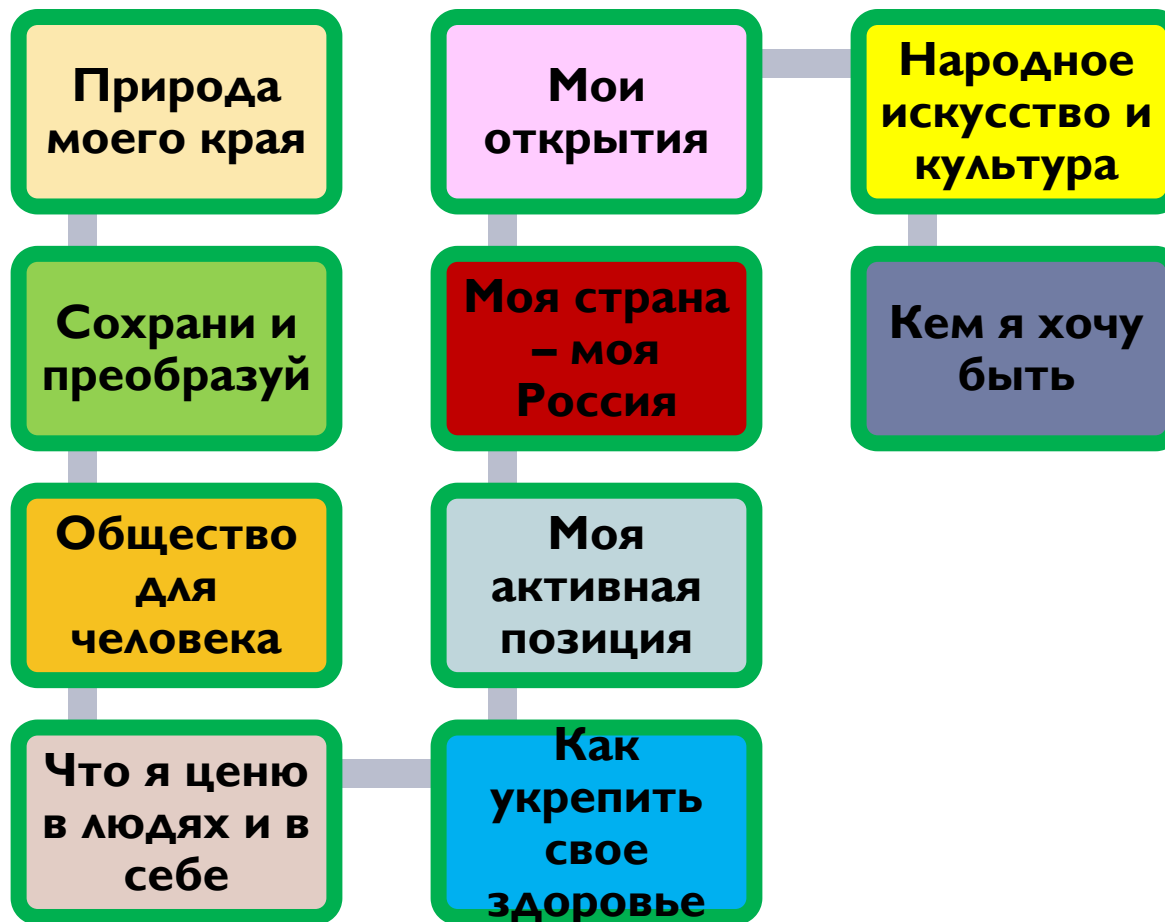 Природа
моего края
Сохрани и
преобразуй
Общество
для
человека
Что я ценю
в людях и в
себе
Как
укрепить
свое
здоровье
Моя
активная
позиция
Моя страна
– моя
Россия
Мои
открытия
Народное
искусство и
культура
Кем я хочу
быть